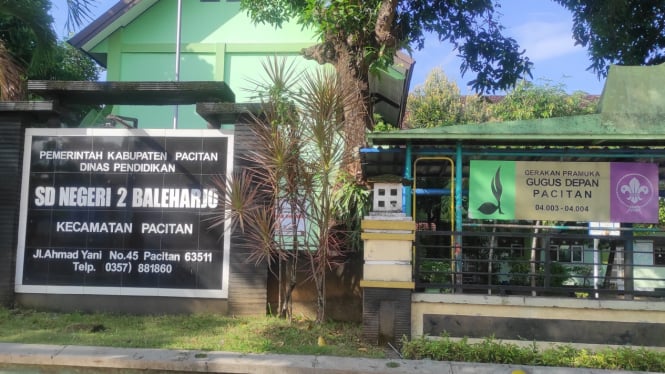 PEMERINTAH KABUPATEN PACITAN
DINAS PENDIDIKAN
SD NEGERI 2 BALEHARJO
KECAMATAN PACITAN
Jl.Ahmad Yani No.45 Pacitan 63511
Telp. (0357) 881860
GERAKAN PRAMUKA
GUGUS DEPAN
PACITAN
04.003 -04.004